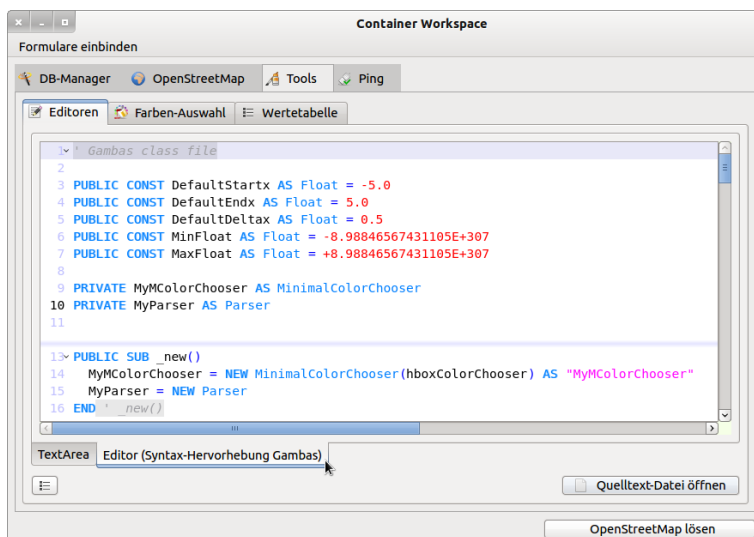 Container Workspace
Formulare einbinden
DB-Manager OpenStreetMap Tools Ping
Editoren Farben-Auswahl Wertetabelle
1 ' Gambas class file
2
3 PUBLIC CONST DefaultStartx AS Float = -5.0
4 PUBLIC CONST DefaultEndx AS Float = 5.0
5 PUBLIC CONST DefaultDeltax AS Float = 0.5
6 PUBLIC CONST MinFloat AS Float = -8.98846567431105E+307
7 PUBLIC CONST MaxFloat AS Float = +8.98846567431105E+307
8
9 PRIVATE MyMColorChooser AS MinimalColorChooser
10 PRIVATE MyParser AS Parser
11
13 PUBLIC SUB _new()
14 MyMColorChooser = NEW MinimalColorChooser(hboxColorChooser) AS "MyMColorChooser"
15 MyParser = NEW Parser
16 END ' _new()
TextArea Editor (Syntax-Hervorhebung Gambas)
Quelltext-Datei öffnen
OpenStreetMap lösen